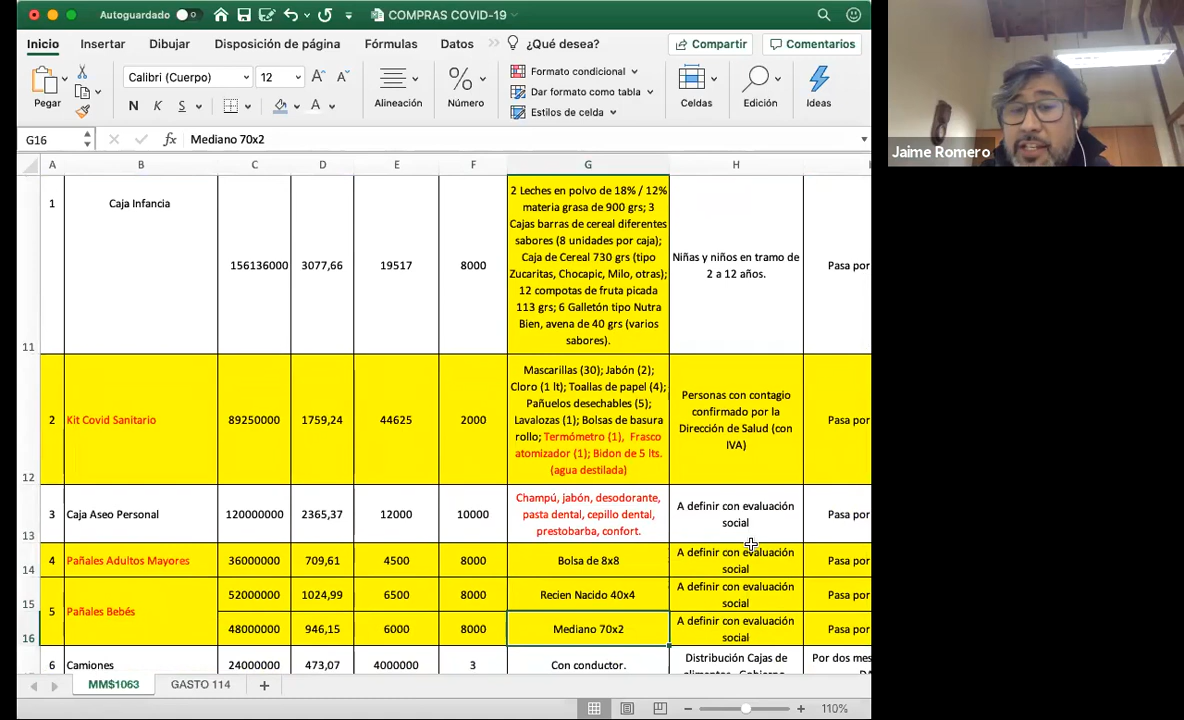 Autoguardado
COMPRAS COVID-19
Inicio Insertar Dibujar Disposición de página Fórmulas Datos ¿Qué desea? Compartir Comentarios
Pegar
Calibri (Cuerpo) 12
N K S
Alineación
Número
Formato condicional
Dar formato como tabla
Estilos de celda
Celdas
Edición
Ideas
G16 fx Mediano 70x2
A B C D E F G H
1 Caja Infancia 156136000 3077,66 19517 8000
2 Leches en polvo de 18% / 12%
materia grasa de 900 grs; 3
Cajas barras de cereal diferentes
sabores (8 unidades por caja);
Caja de Cereal 730 grs (tipo
Zucaritas, Chocapic, Milo, otras);
12 compotas de fruta picada
113 grs; 6 Galletón tipo Nutra
Bien, avena de 40 grs (varios
sabores).
Niñas y niños en tramo de
2 a 12 años.
Pasa por
11
2 Kit Covid Sanitario 89250000 1759,24 44625 2000
Mascarillas (30); Jabón (2);
Cloro (1 lt); Toallas de papel (4);
Pañuelos desechables (5);
Lavalozas (1); Bolsas de basura
rollo; Termómetro (1), Frasco
atomizador (1); Bidon de 5 lts.
(agua destilada)
Personas con contagio
confirmado por la
Dirección de Salud (con
IVA)
Pasa por
12
3 Caja Aseo Personal 120000000 2365,37 12000 10000
Champú, jabón, desodorante,
pasta dental, cepillo dental,
prestobarba, confort.
A definir con evaluación
social
Pasa por
13
4 Pañales Adultos Mayores 36000000 709,61 4500 8000 Bolsa de 8x8
A definir con evaluación
social
Pasa por
14
5 Pañales Bebés
52000000 1024,99 6500 8000 Recien Nacido 40x4
A definir con evaluación
social
Pasa por
15
48000000 946,15 6000 8000 Mediano 70x2
A definir con evaluación
social
Pasa por
16
6 Camiones 24000000 473,07 4000000 3 Con conductor.
Distribución Cajas de
Por dos mes
MM$1063 GASTO 114
110%
Jaime Romero